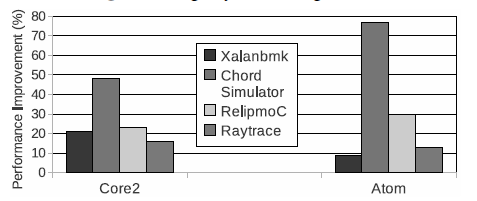 Performance Improvement (%)
80
70
60
50
40
30
20
10
0
Xalanbmk
Chord
Simulator
RelipmoC
Raytrace
Core2
Atom